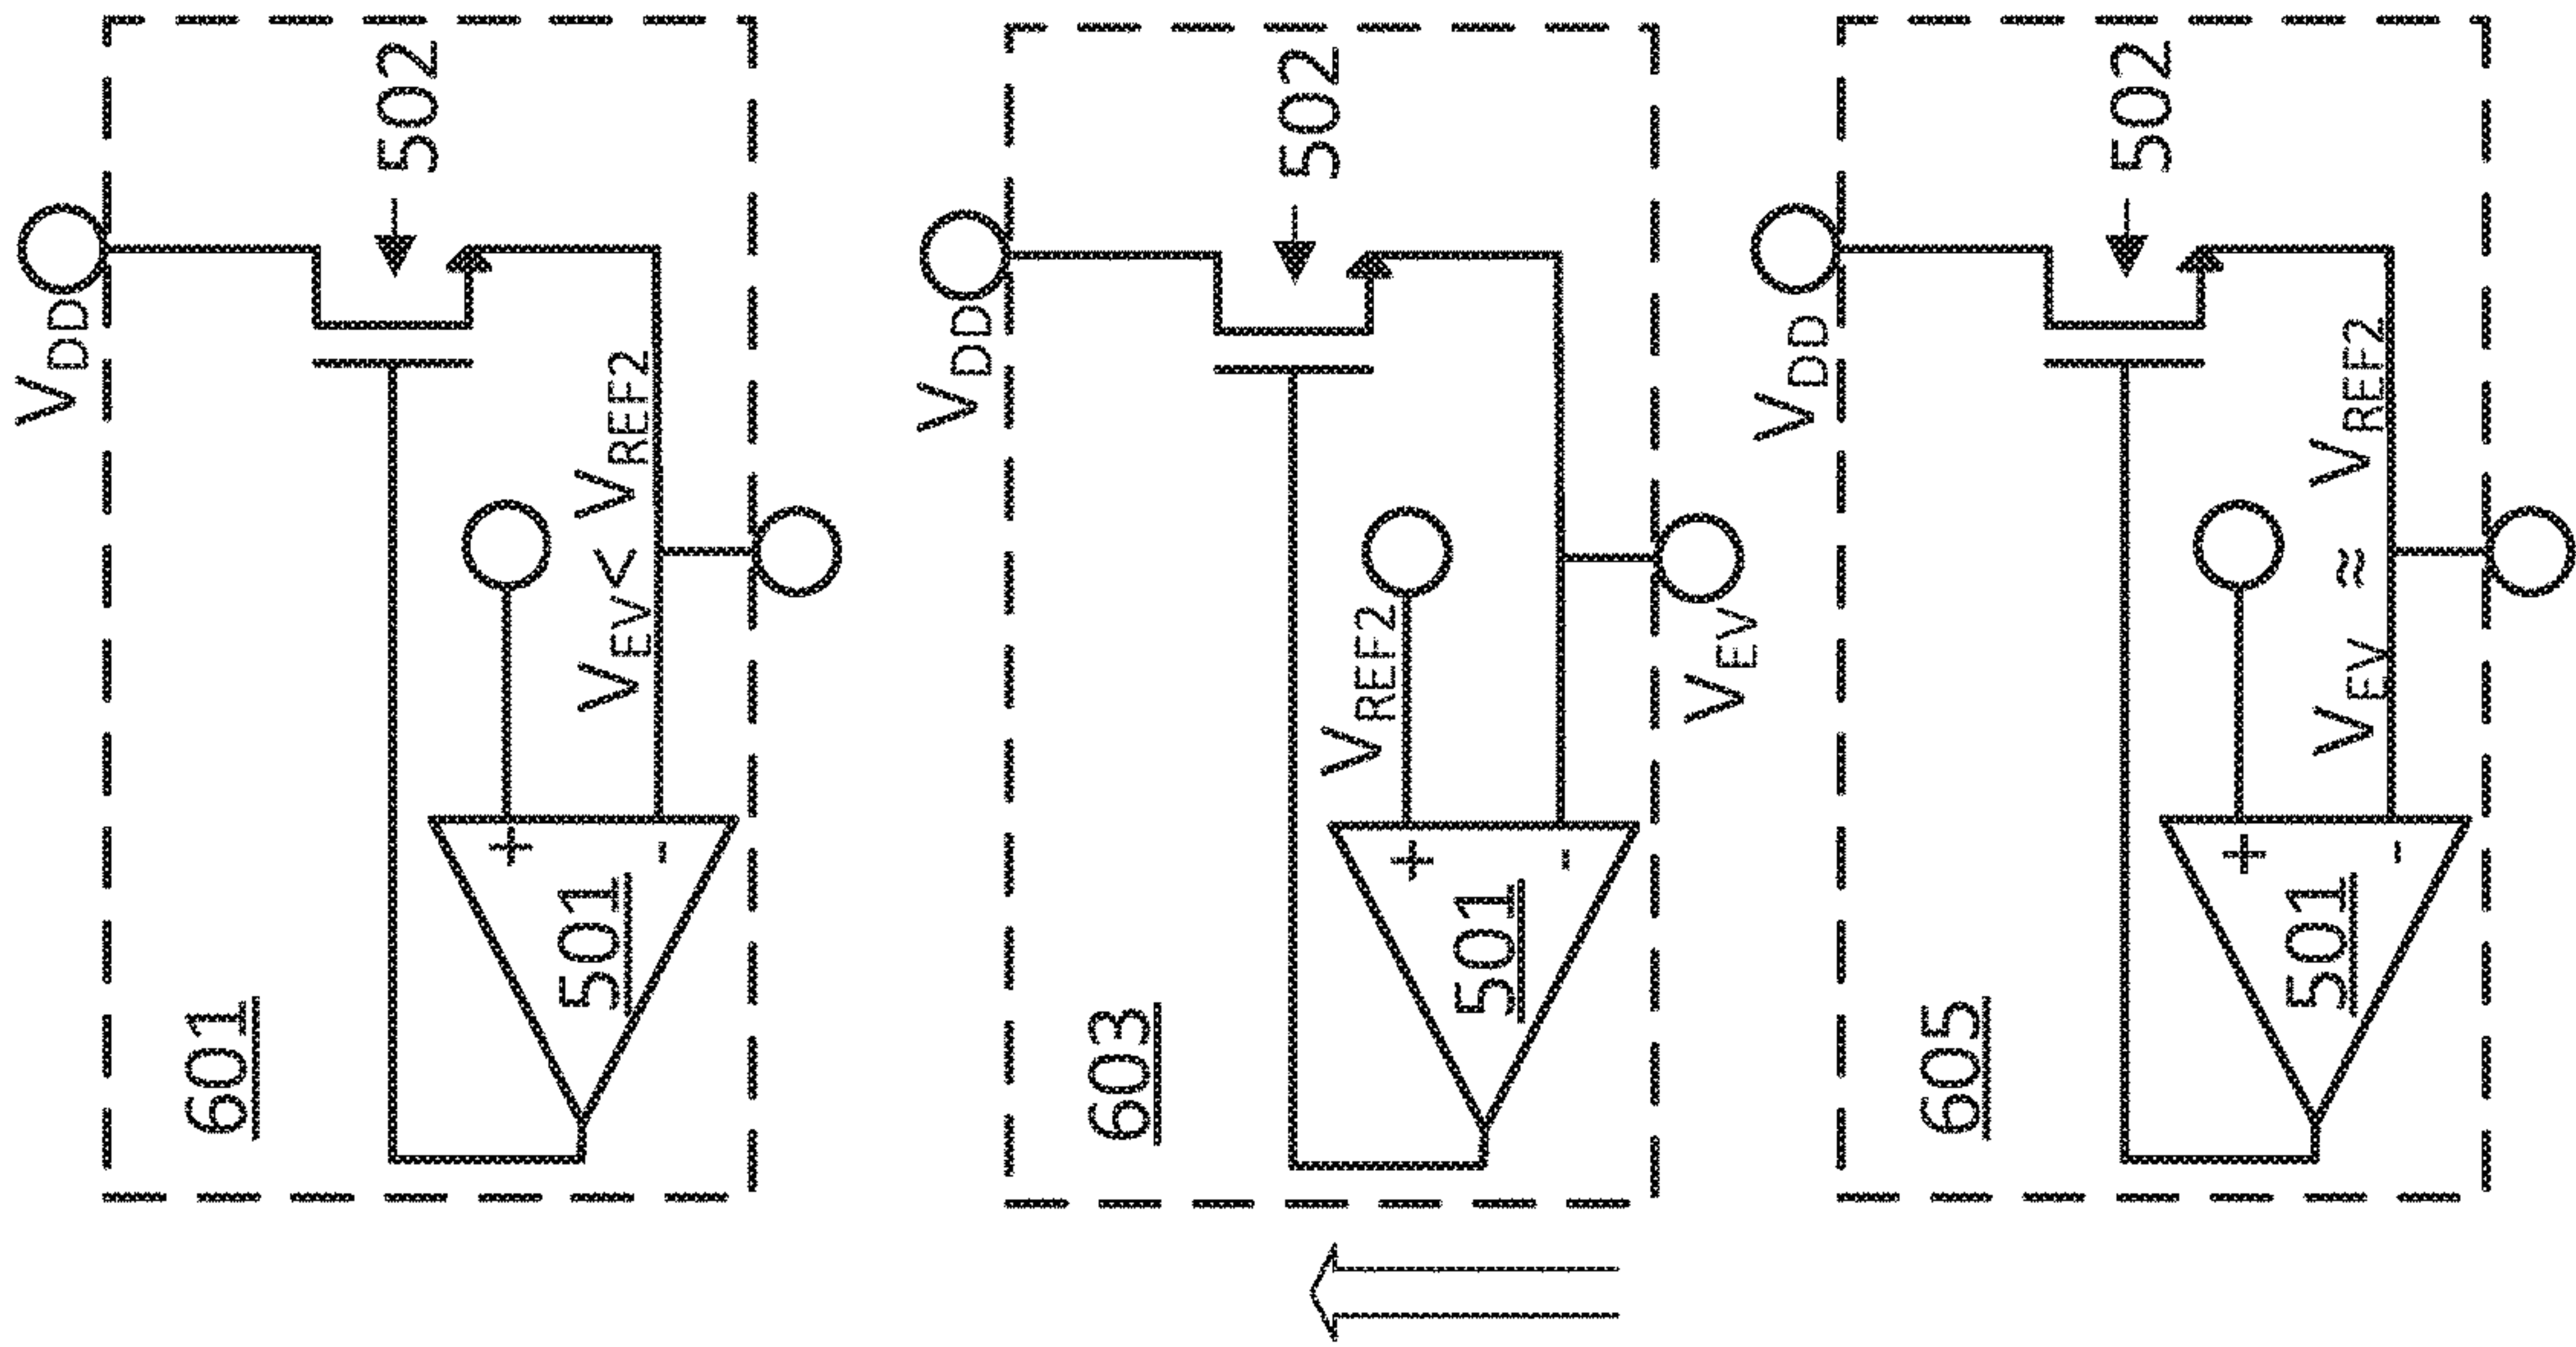 601
V_DD
502
V_EV < V_REF2
+
-
501
603
V_DD
502
V_REF2
+
-
501
V_EV
605
V_DD
502
V_EV ≈ V_REF2
+
-
501